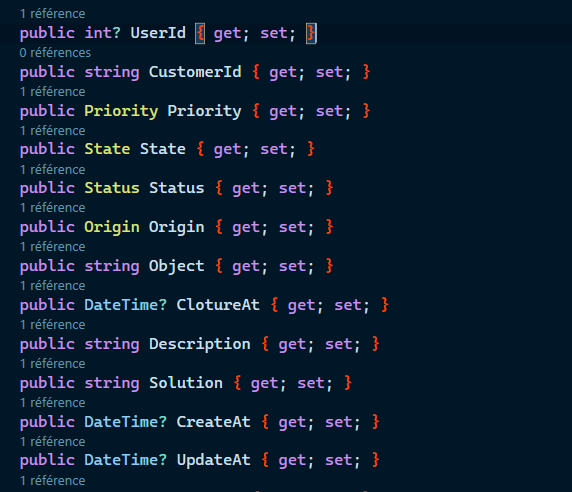 1 référence
public int? UserId { get; set; }
0 références
public string CustomerId { get; set; }
1 référence
public Priority Priority { get; set; }
1 référence
public State State { get; set; }
1 référence
public Status Status { get; set; }
1 référence
public Origin Origin { get; set; }
1 référence
public string Object { get; set; }
1 référence
public DateTime? ClotureAt { get; set; }
1 référence
public string Description { get; set; }
1 référence
public string Solution { get; set; }
1 référence
public DateTime? CreateAt { get; set; }
1 référence
public DateTime? UpdateAt { get; set; }
1 référence